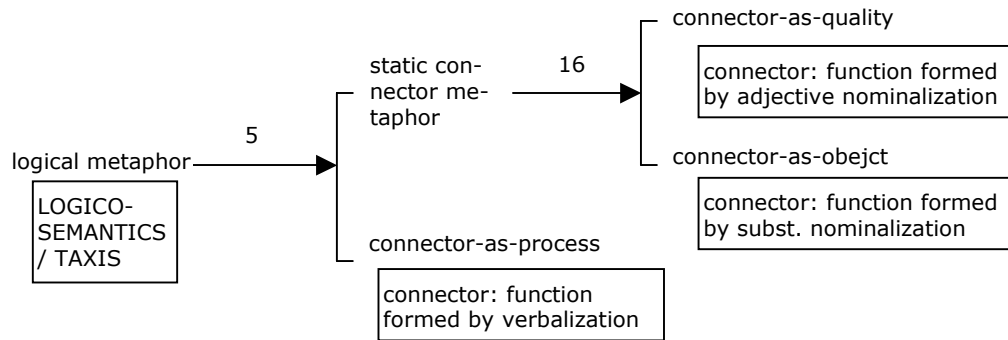 logical metaphor
LOGICO-
SEMANTICS
/ TAXIS
5
static con-
nector me-
taphor
connector-as-process
connector: function
formed by verbalization
16
connector-as-quality
connector: function formed
by adjective nominalization
connector-as-obejct
connector: function formed
by subst. nominalization